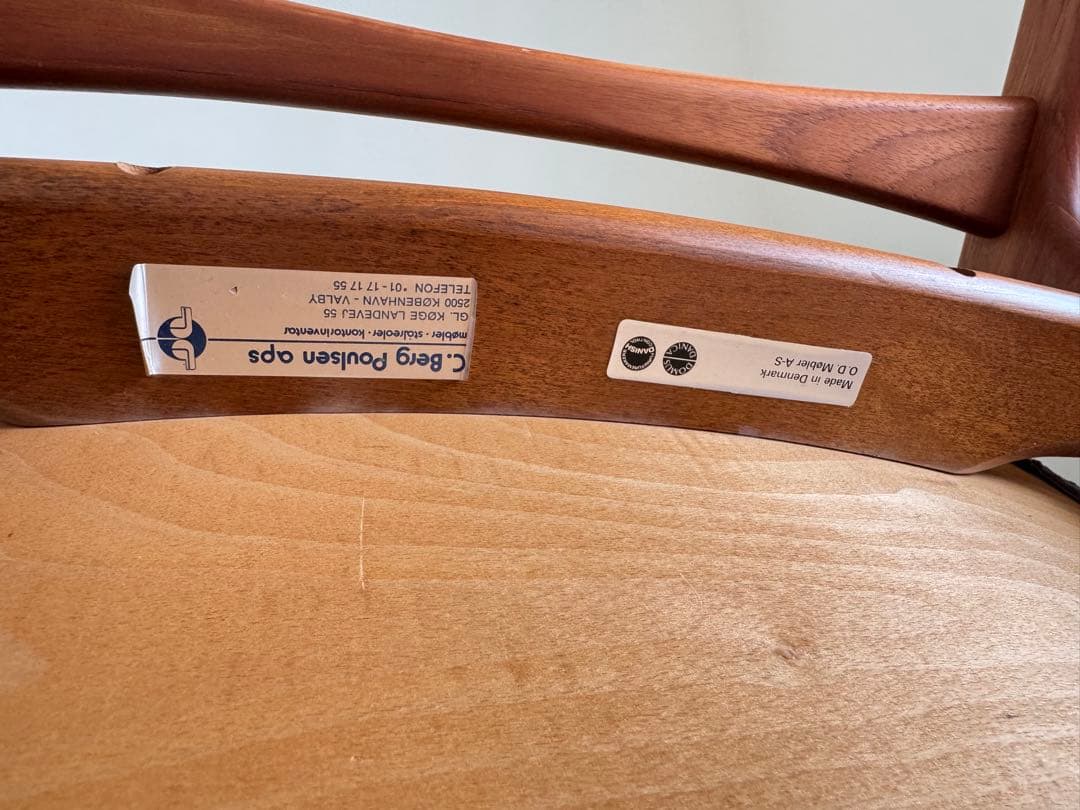 C. Berg Poulsen aps
møbler · stålreoler · kontorinventar
GL. KØGE LANDEVEJ 55
2500 KØBENHAVN - VALBY
TELEFON *01 - 17 17 55
Made in Denmark
O.D Møbler A-S
DOMUS
DANICA
DANISH